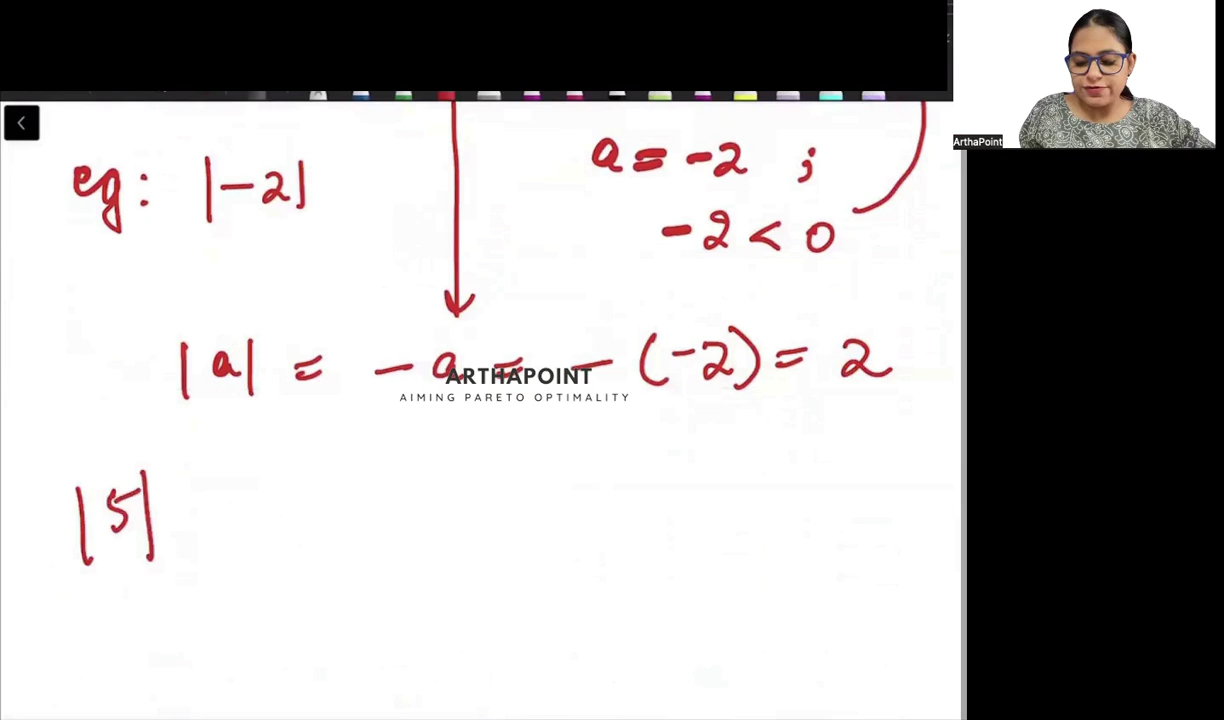 ArthaPoint
a = -2 ;
eg: |-2|
-2 < 0
|a| = -a = -(-2) = 2
ARTHAPOINT
AIMING PARETO OPTIMALITY
|5|